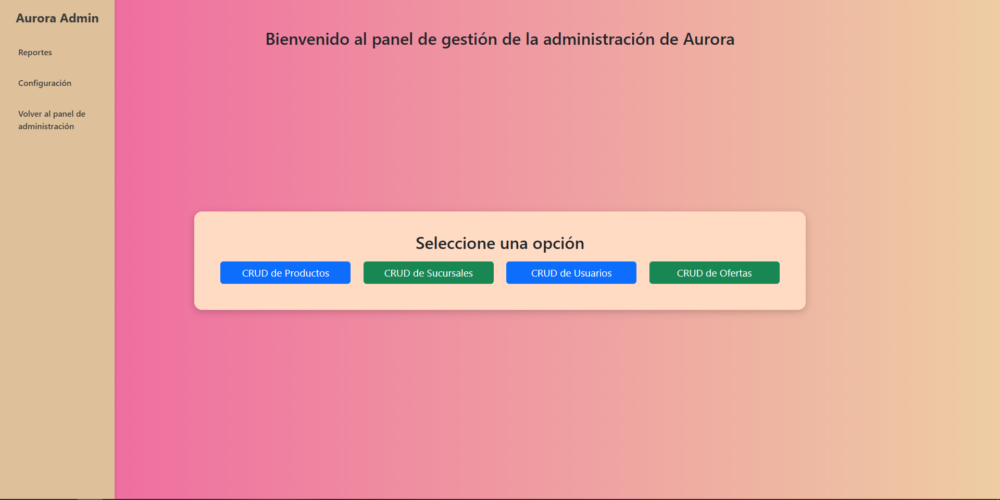 Aurora Admin
Reportes
Configuración
Volver al panel de
administración
Bienvenido al panel de gestión de la administración de Aurora
Seleccione una opción
CRUD de Productos
CRUD de Sucursales
CRUD de Usuarios
CRUD de Ofertas